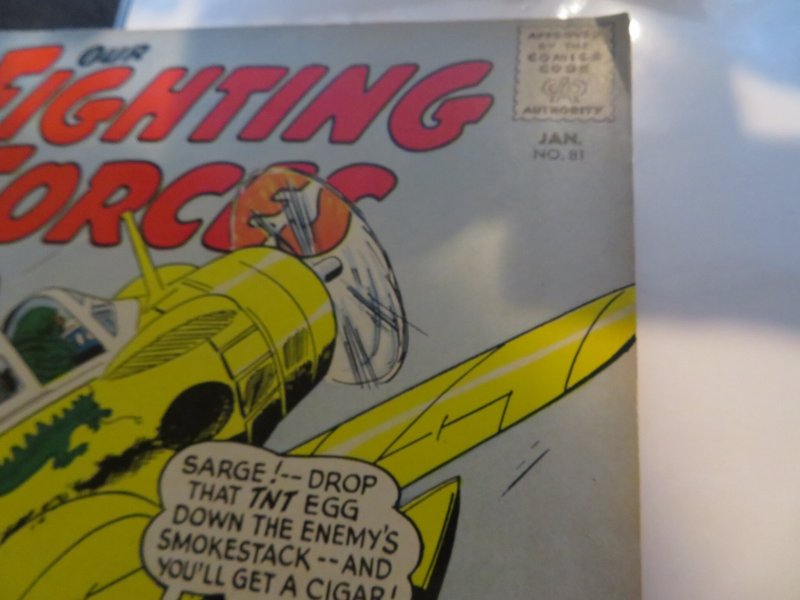 OUR
FIGHTING
FORCES
APPROVED
BY THE
COMICS
CODE
CA
AUTHORITY
JAN.
NO. 81
SARGE!-- DROP
THAT TNT EGG
DOWN THE ENEMY'S
SMOKESTACK -- AND
YOU'LL GET A CIGAR!